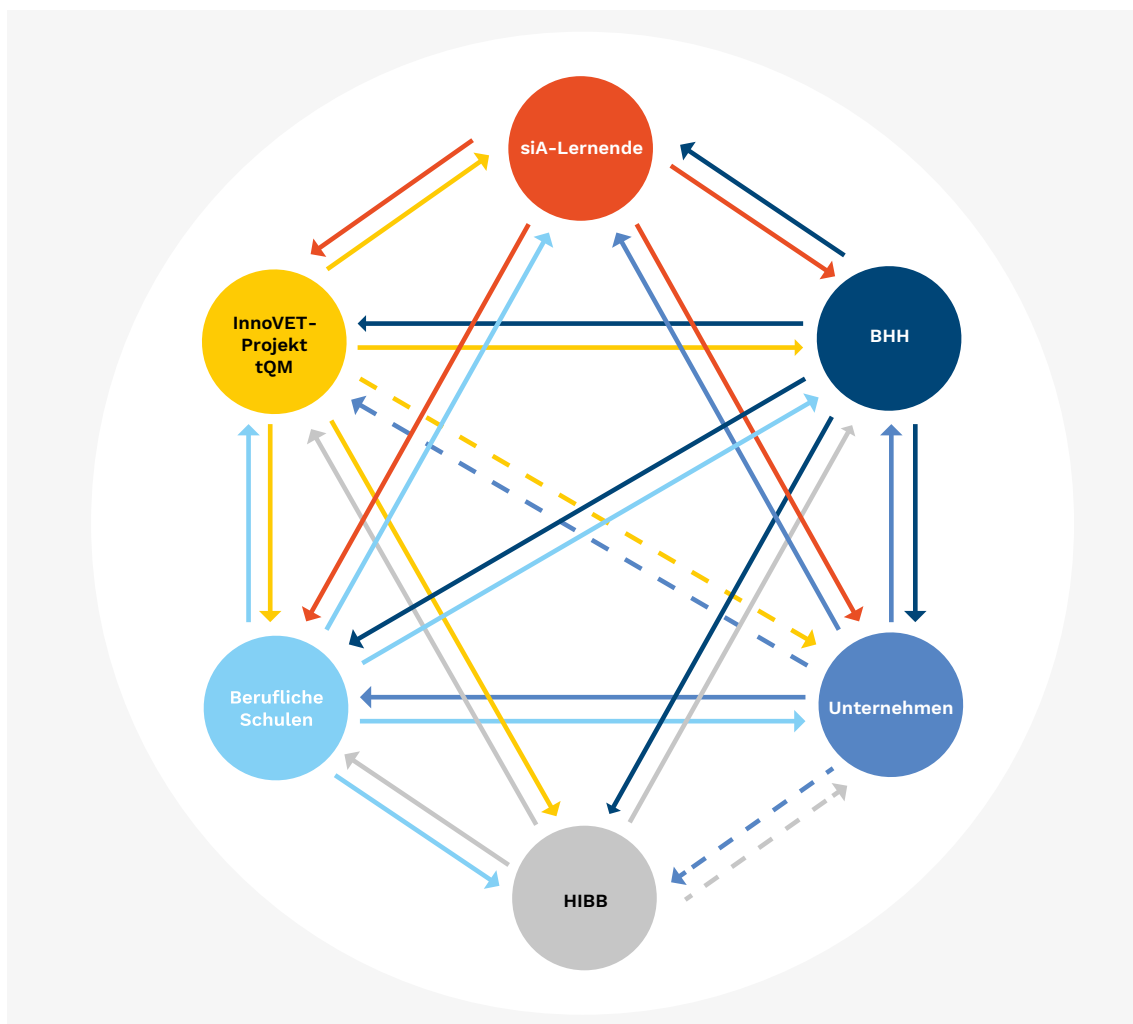 siA-Lernende
InnoVET-
Projekt
tQM
BHH
Berufliche
Schulen
Unternehmen
HIBB